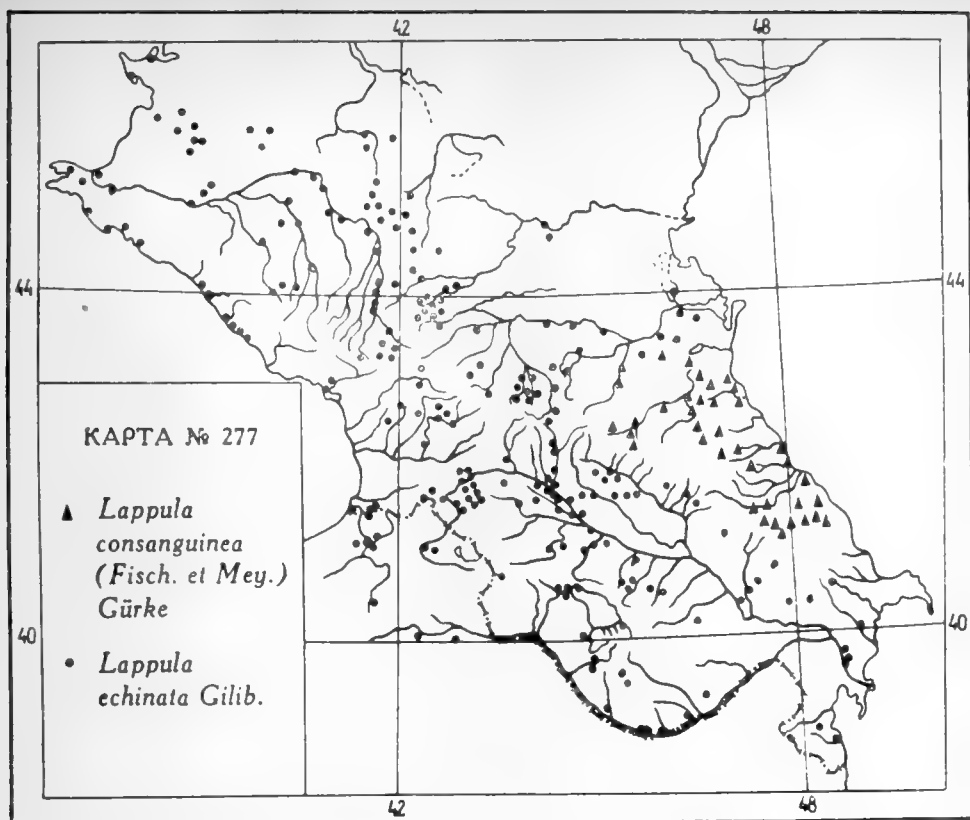 42 48
44 44
КАРТА № 277
Lappula
consanguinea
(Fisch. et Mey.)
Gürke
40 40
Lappula
echinata Gilib.
42 48